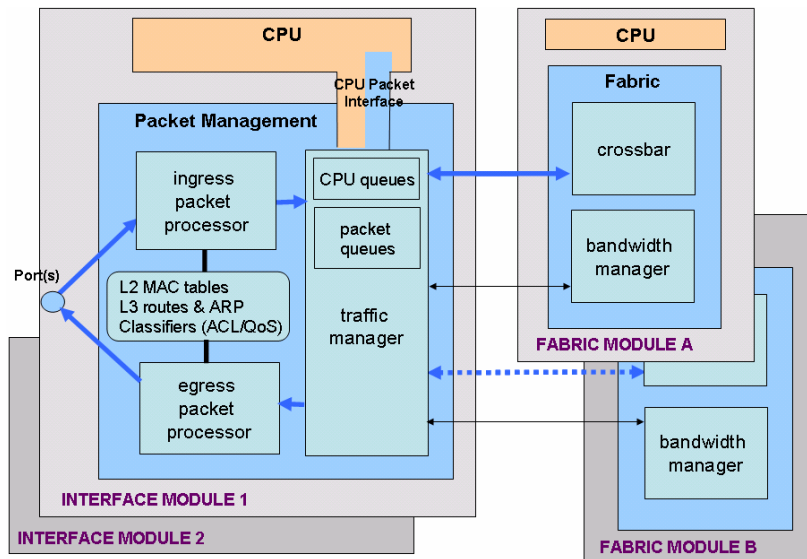 CPU
CPU Packet
Interface
Packet Management
ingress
packet
processor
CPU queues
packet
queues
traffic
manager
Port(s)
L2 MAC tables
L3 routes & ARP
Classifiers (ACL/QoS)
egress
packet
processor
INTERFACE MODULE 1
INTERFACE MODULE 2
CPU
Fabric
crossbar
bandwidth
manager
FABRIC MODULE A
bandwidth
manager
FABRIC MODULE B